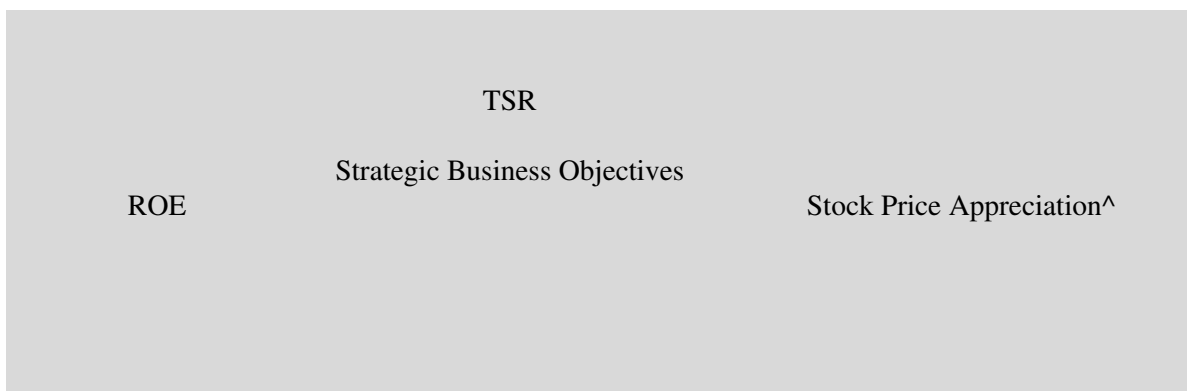 TSR
Strategic Business Objectives
ROE
Stock Price Appreciation^